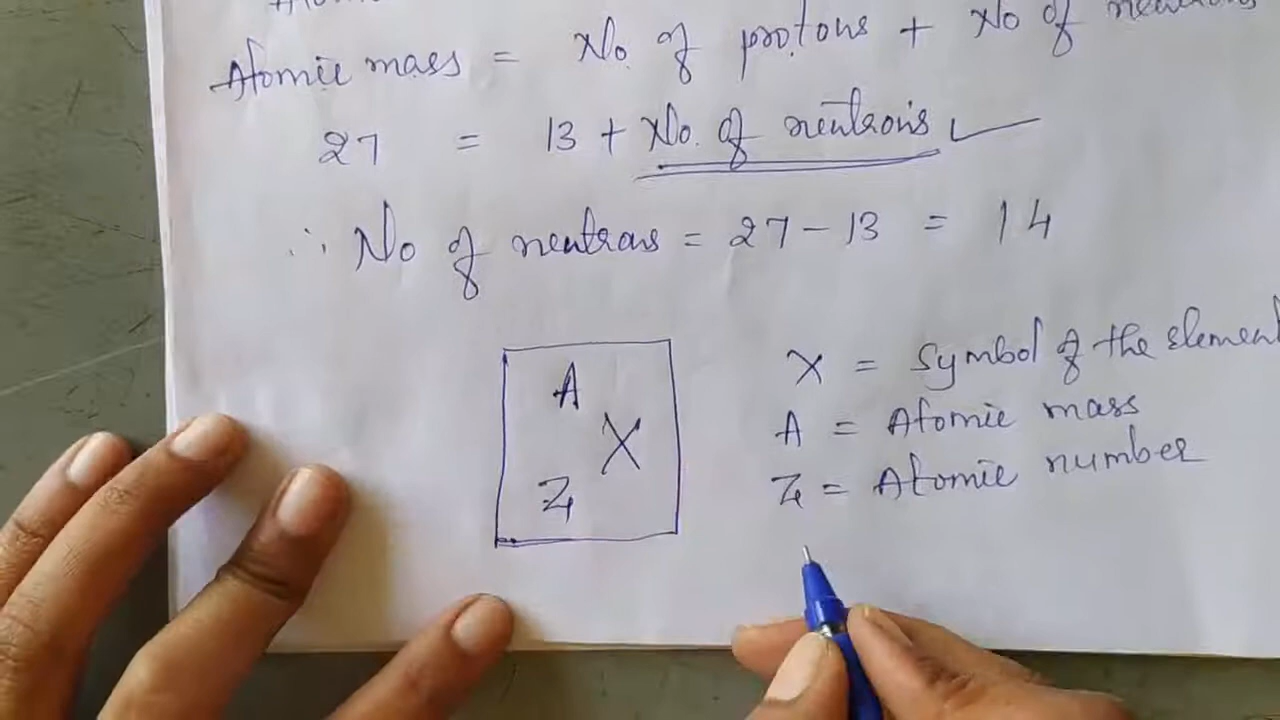 Atomic mass = No. of protons + No of neutrons
27 = 13 + No. of neutrons ✓
∴ No of neutrons = 27 - 13 = 14
A
X
Z
X = Symbol of the element
A = Atomic mass
Z = Atomic number